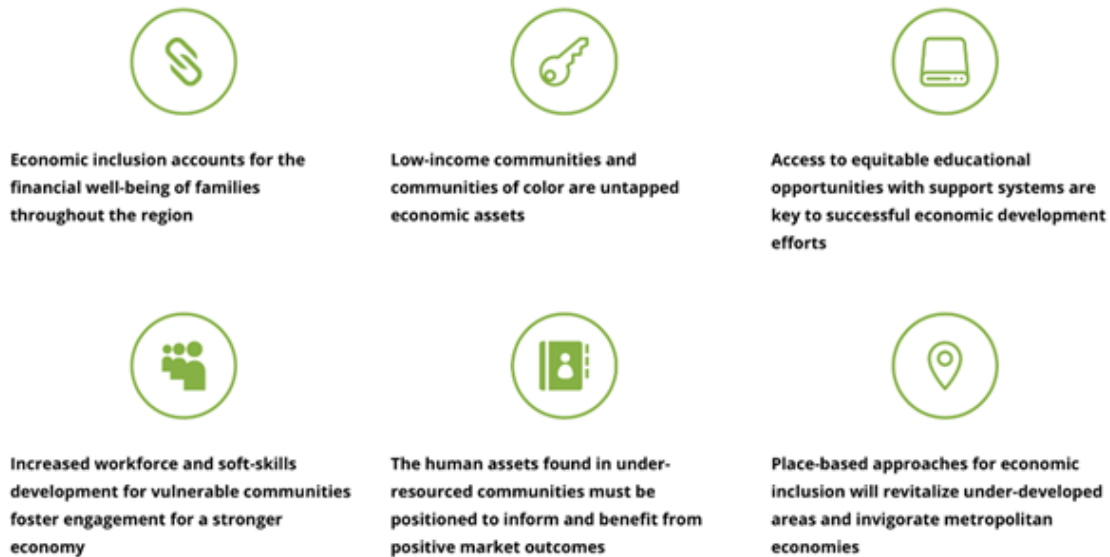 Economic inclusion accounts for the
financial well-being of families
throughout the region
Low-income communities and
communities of color are untapped
economic assets
Access to equitable educational
opportunities with support systems are
key to successful economic development
efforts
Increased workforce and soft-skills
development for vulnerable communities
foster engagement for a stronger
economy
The human assets found in under-
resourced communities must be
positioned to inform and benefit from
positive market outcomes
Place-based approaches for economic
inclusion will revitalize under-developed
areas and invigorate metropolitan
economies